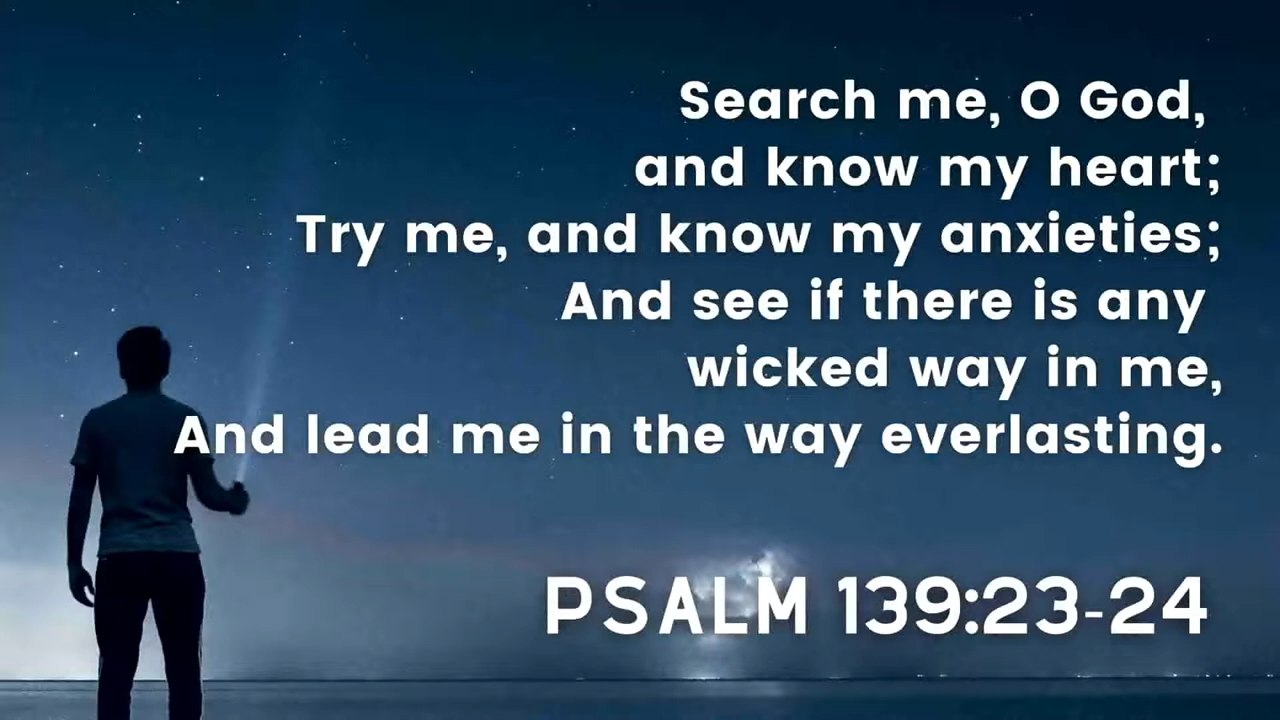 Search me, O God,
and know my heart;
Try me, and know my anxieties;
And see if there is any
wicked way in me,
And lead me in the way everlasting.
PSALM 139:23-24